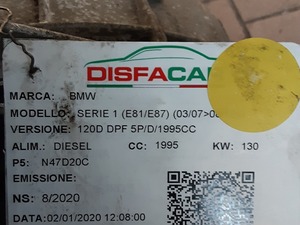 DISFACAR
MARCA: BMW
MODELLO: SERIE 1 (E81/E87) (03/07>0
VERSIONE: 120D DPF 5P/D/1995CC
ALIM.: DIESEL CC: 1995 KW: 130
P5: N47D20C
EMISSIONE:
NS: 8/2020
DATA:02/01/2020 12:08:00